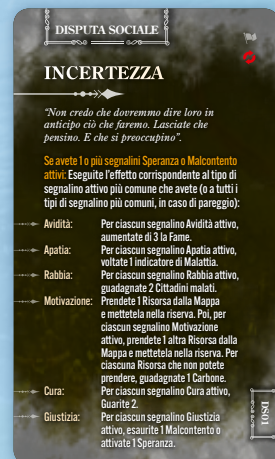 DISPUTA SOCIALE
INCERTEZZA
“Non credo che dovremmo dire loro in
anticipo ciò che faremo. Lasciate che
pensino. E che si preoccupino”.
Se avete 1 o più segnalini Speranza o Malcontento
attivi: Eseguite l'effetto corrispondente al tipo di
segnalino attivo più comune che avete (o a tutti i
tipi di segnalino più comuni, in caso di pareggio):
Avidità: Per ciascun segnalino Avidità attivo,
aumentate di 3 la Fame.
Apatia: Per ciascun segnalino Apatia attivo,
voltate 1 indicatore di Malattia.
Rabbia: Per ciascun segnalino Rabbia attivo,
guadagnate 2 Cittadini malati.
Motivazione: Prendete 1 Risorsa dalla Mappa
e mettetela nella riserva. Poi, per
ciascun segnalino Motivazione
attivo, prendete 1 altra Risorsa dalla
Mappa e mettetela nella riserva. Per
ciascuna Risorsa che non potete
prendere, guadagnate 1 Carbone.
Cura: Per ciascun segnalino Cura attivo,
Guarite 2.
Giustizia: Per ciascun segnalino Giustizia
attivo, esaurite 1 Malcontento o
attivate 1 Speranza.
DS01